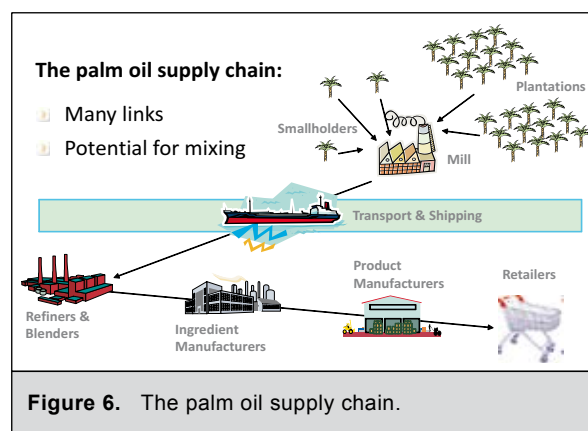 The palm oil supply chain:
Many links
Potential for mixing
Plantations
Smallholders
Mill
Transport & Shipping
Product
Manufacturers
Retailers
Refiners &
Blenders
Ingredient
Manufacturers
Figure 6. The palm oil supply chain.